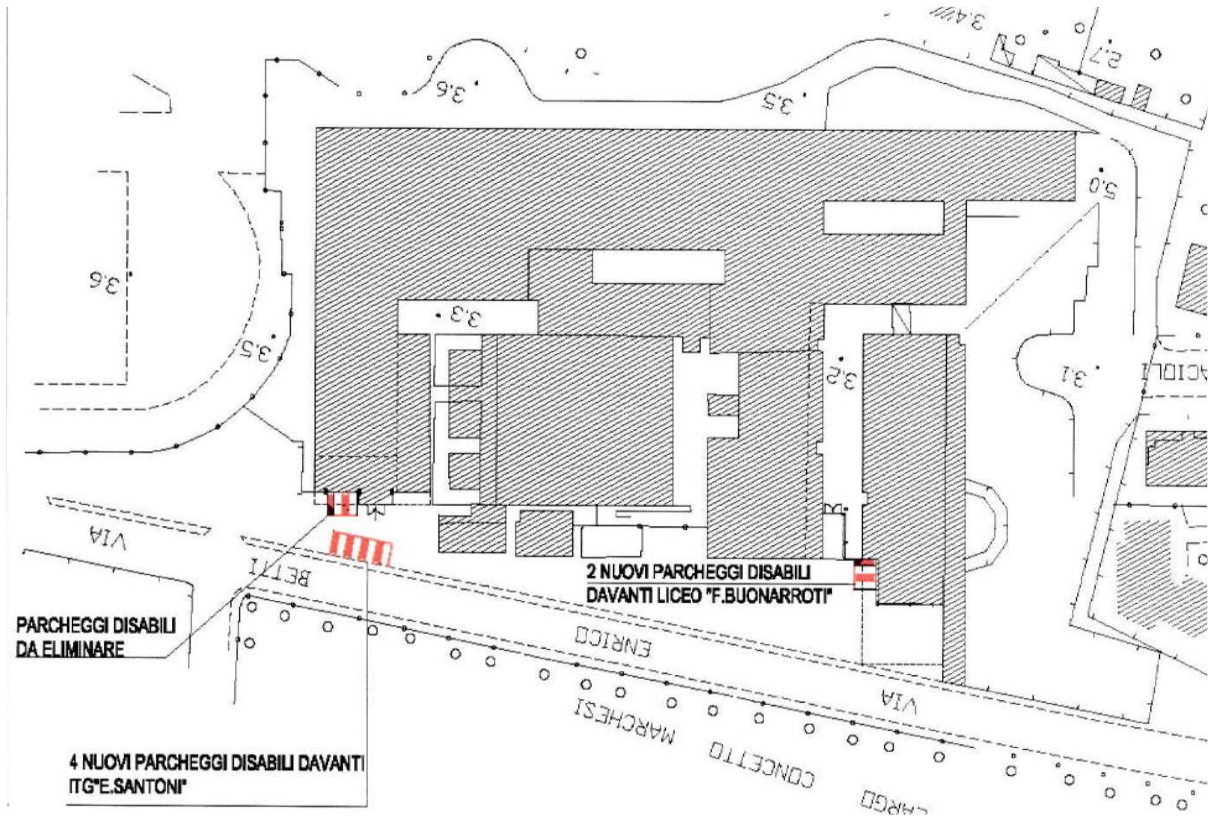 3.4
2.7
3.6
3.5
5.0
3.6
3.3
3.5
3.2
3.1
ACIOLI
VIA
BETTI
2 NUOVI PARCHEGGI DISABILI
DAVANTI LICEO "F.BUONARROTI"
PARCHEGGI DISABILI
DA ELIMINARE
ENRICO
VIA
LARGO CONCETTO MARCHESI
4 NUOVI PARCHEGGI DISABILI DAVANTI
ITG"E.SANTONI"